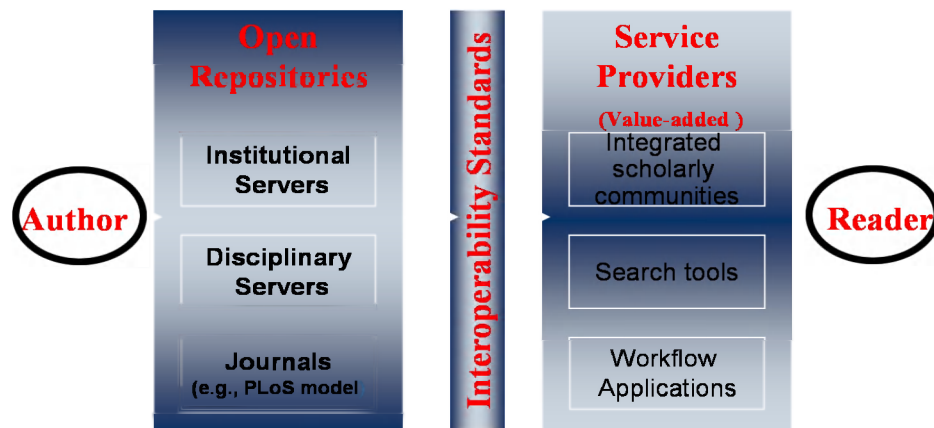 Author
Open
Repositorics
Institutional
Servers
Disciplinary
Servers
Journals
(e.g., PLoS model
Interoperability Standards
Service
Providers
(Value-added )
Integrated
scholarly
communities
Search tools
Workflow
Applications
Reader